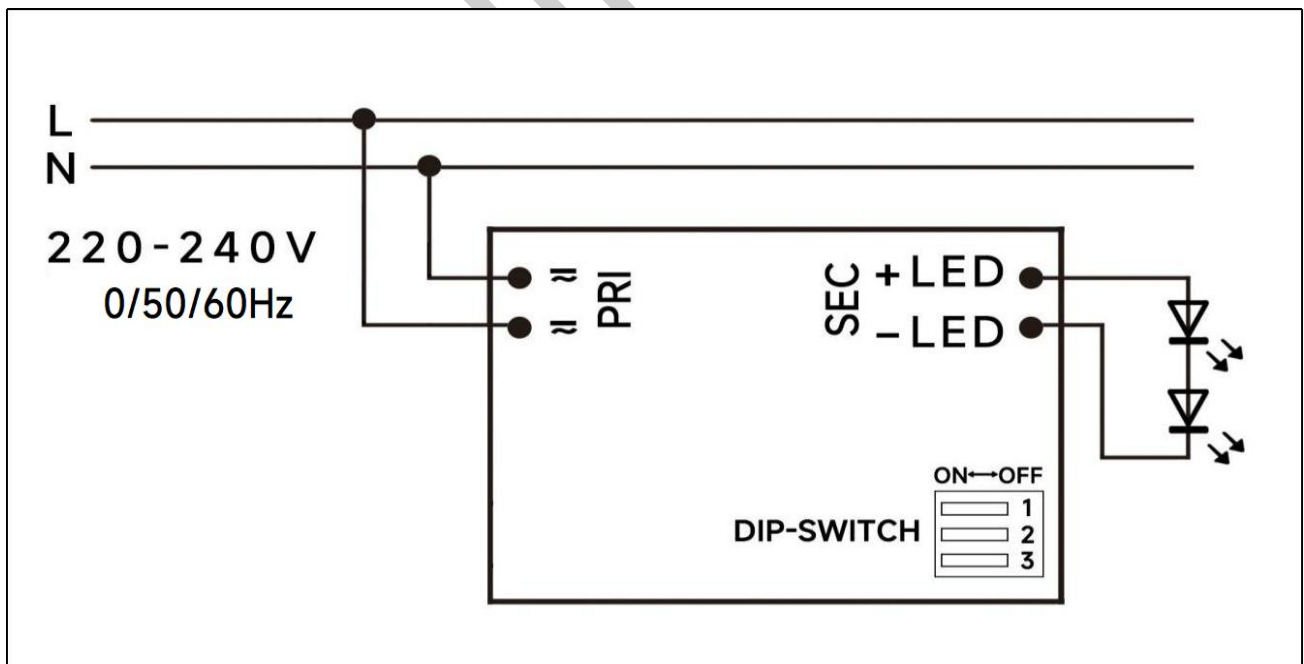 L
N
220-240V
0/50/60Hz
PRI
SEC
+LED
-LED
ON↔OFF
DIP-SWITCH
1
2
3